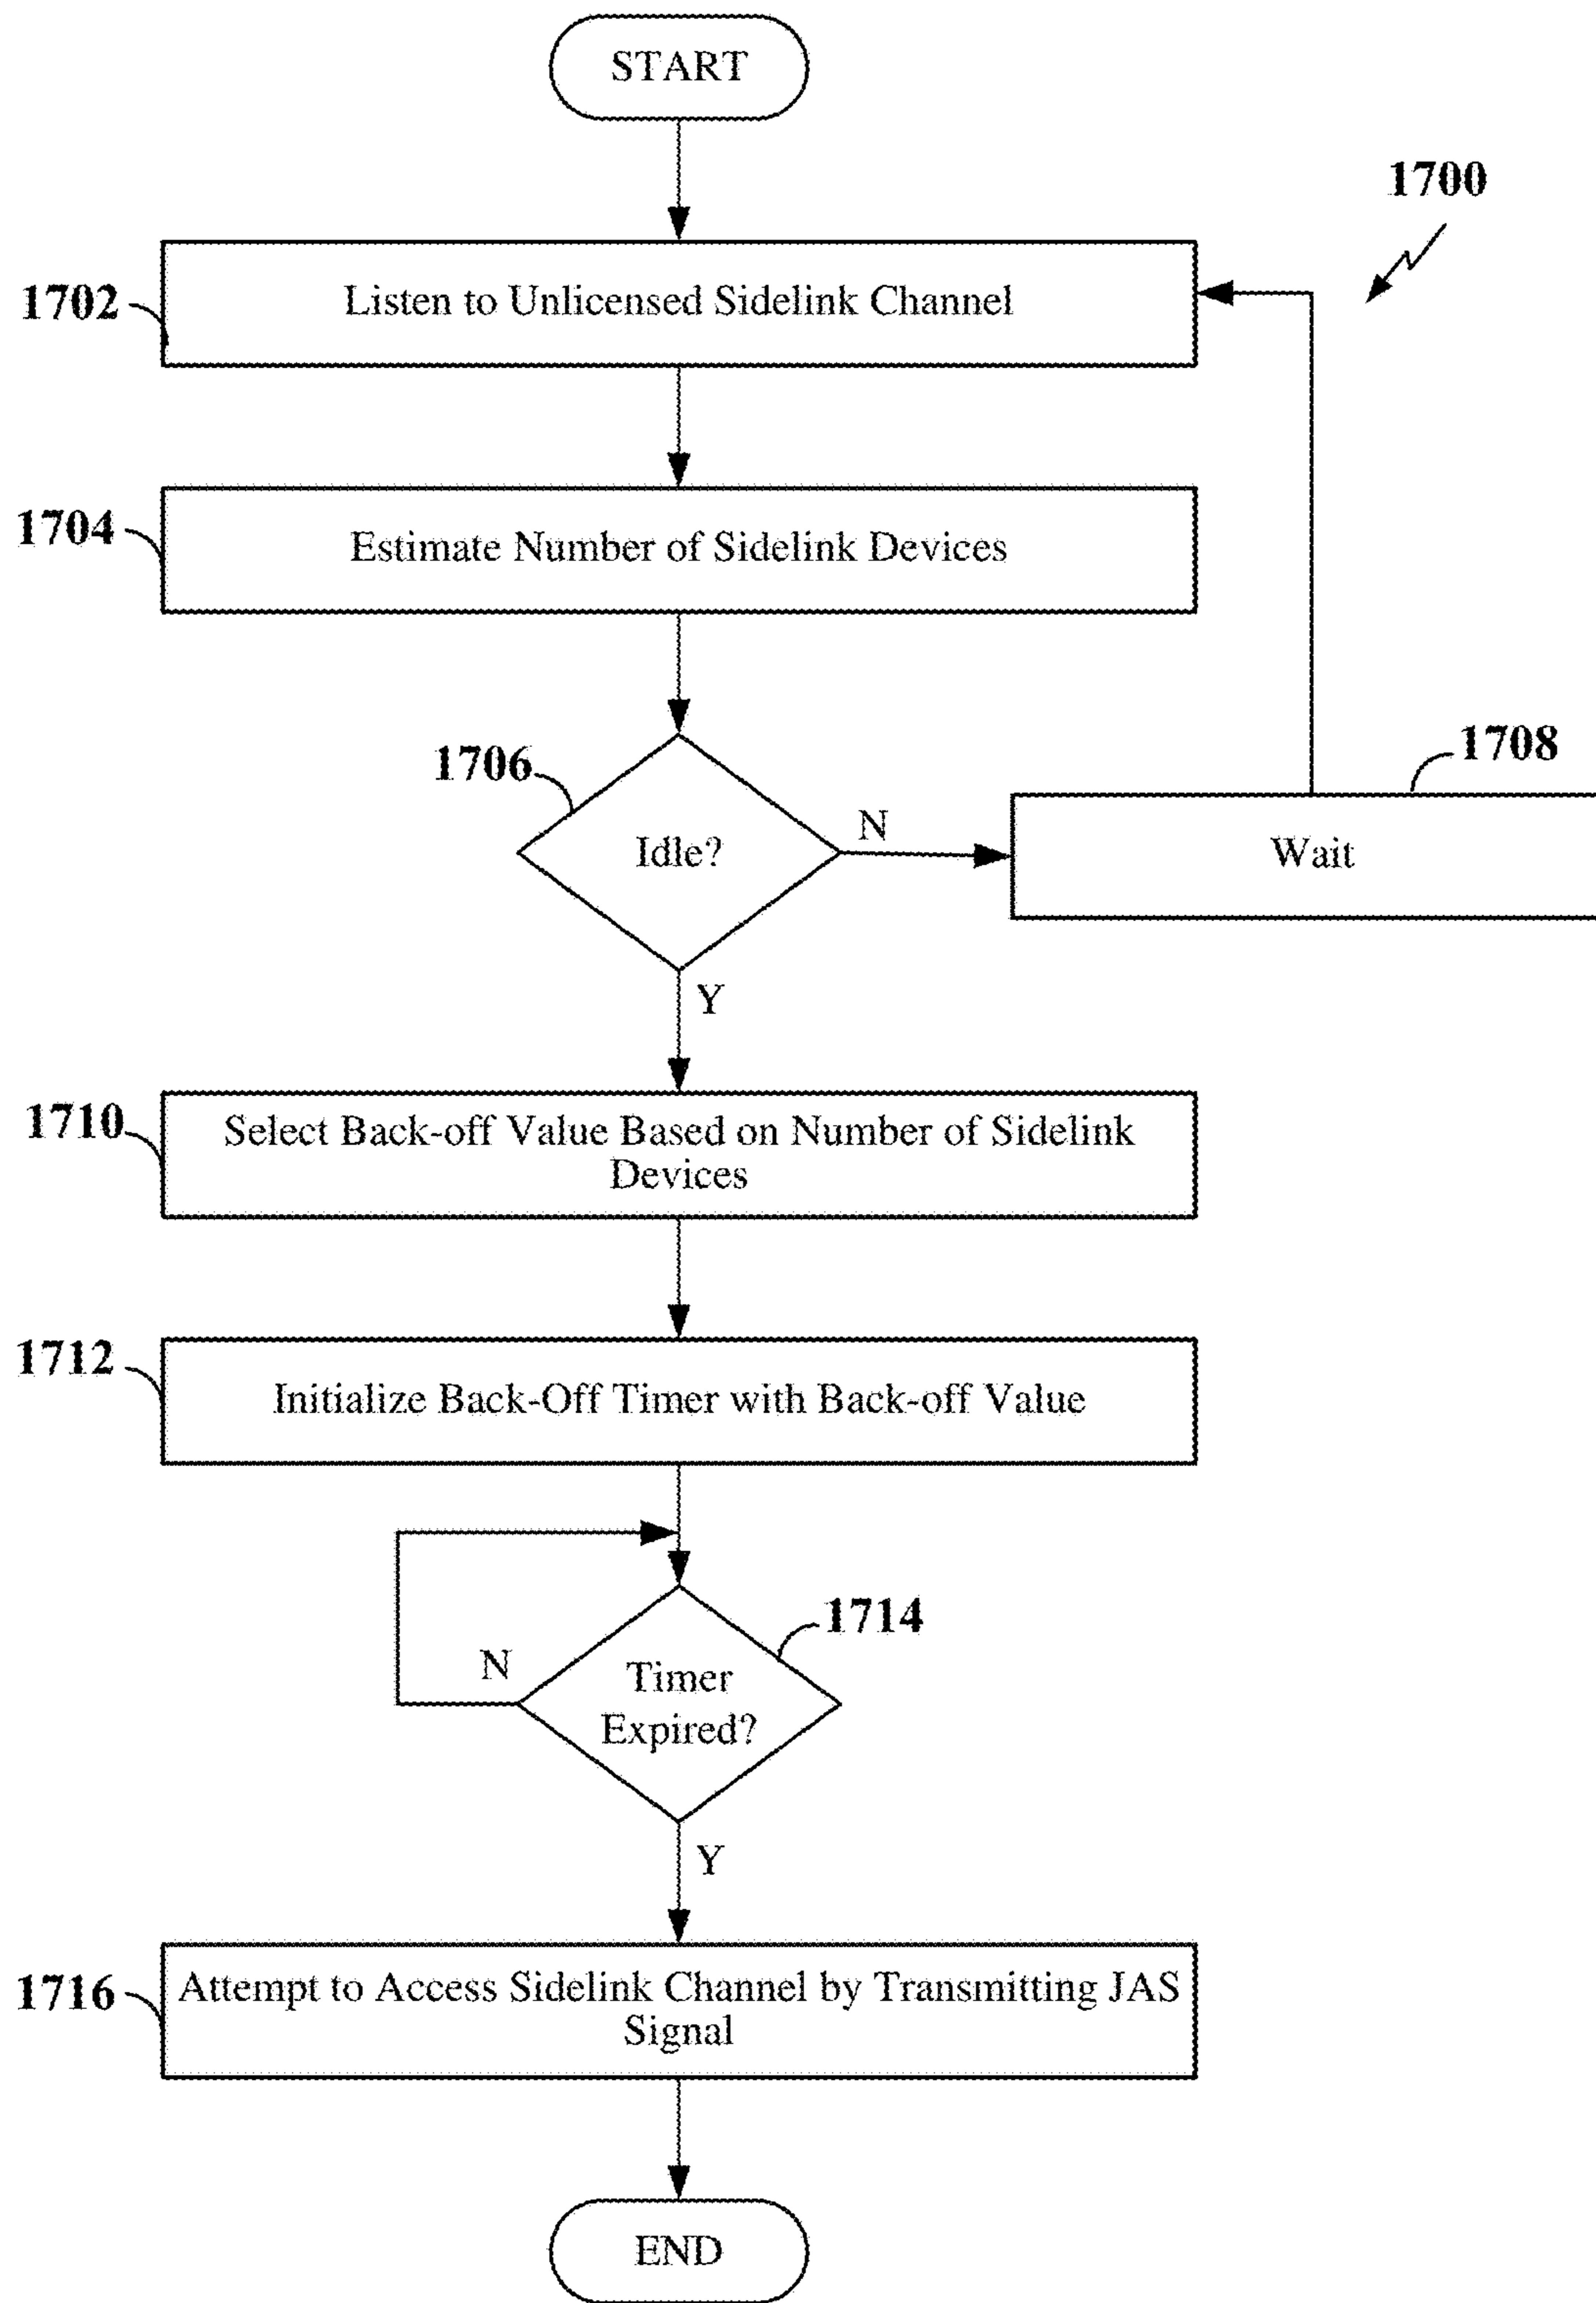 START
1700
1702
Listen to Unlicensed Sidelink Channel
1704
Estimate Number of Sidelink Devices
1706
Idle?
N
1708
Wait
Y
1710
Select Back-off Value Based on Number of Sidelink
Devices
1712
Initialize Back-Off Timer with Back-off Value
1714
N
Timer
Expired?
Y
1716
Attempt to Access Sidelink Channel by Transmitting JAS
Signal
END